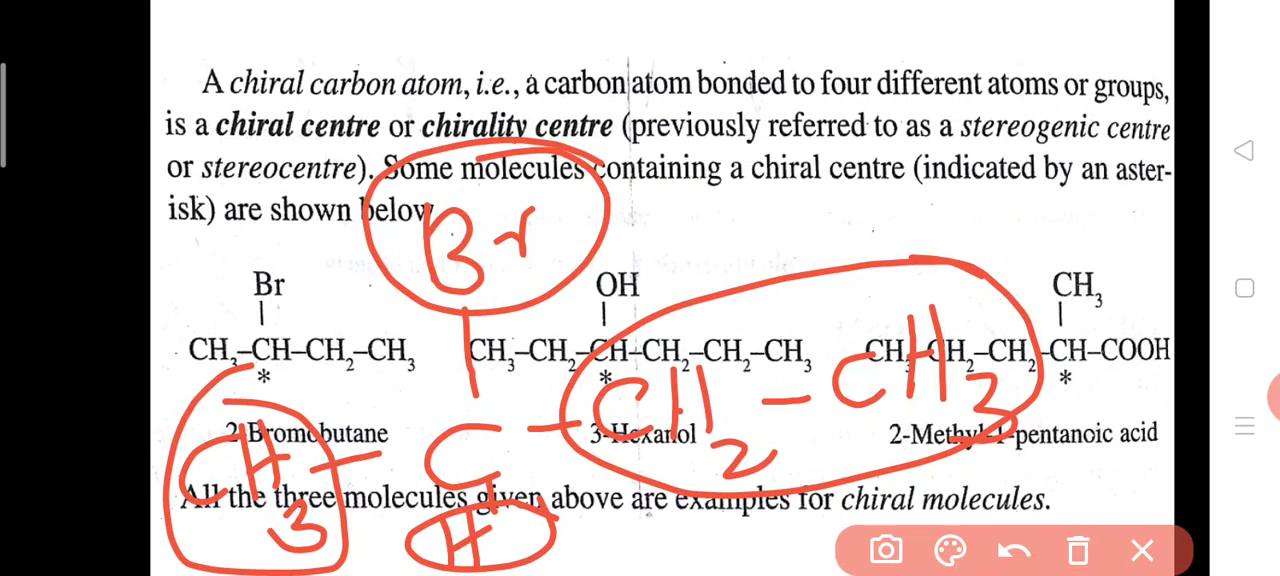 A chiral carbon atom, i.e., a carbon atom bonded to four different atoms or groups,
is a chiral centre or chirality centre (previously referred to as a stereogenic centre
or stereocentre). Some molecules containing a chiral centre (indicated by an aster-
isk) are shown below
Br
Br OH CH₃
| | |
CH₃–CH–CH₂–CH₃ CH₃–CH₂–CH–CH₂–CH₂–CH₃ CH₃–CH₂–CH₂–CH–COOH
* * *
CH₃ – C – CH₂ – CH₃
2-Bromobutane 3-Hexanol 2-Methyl-1-pentanoic acid
All the three molecules given above are examples for chiral molecules.
H